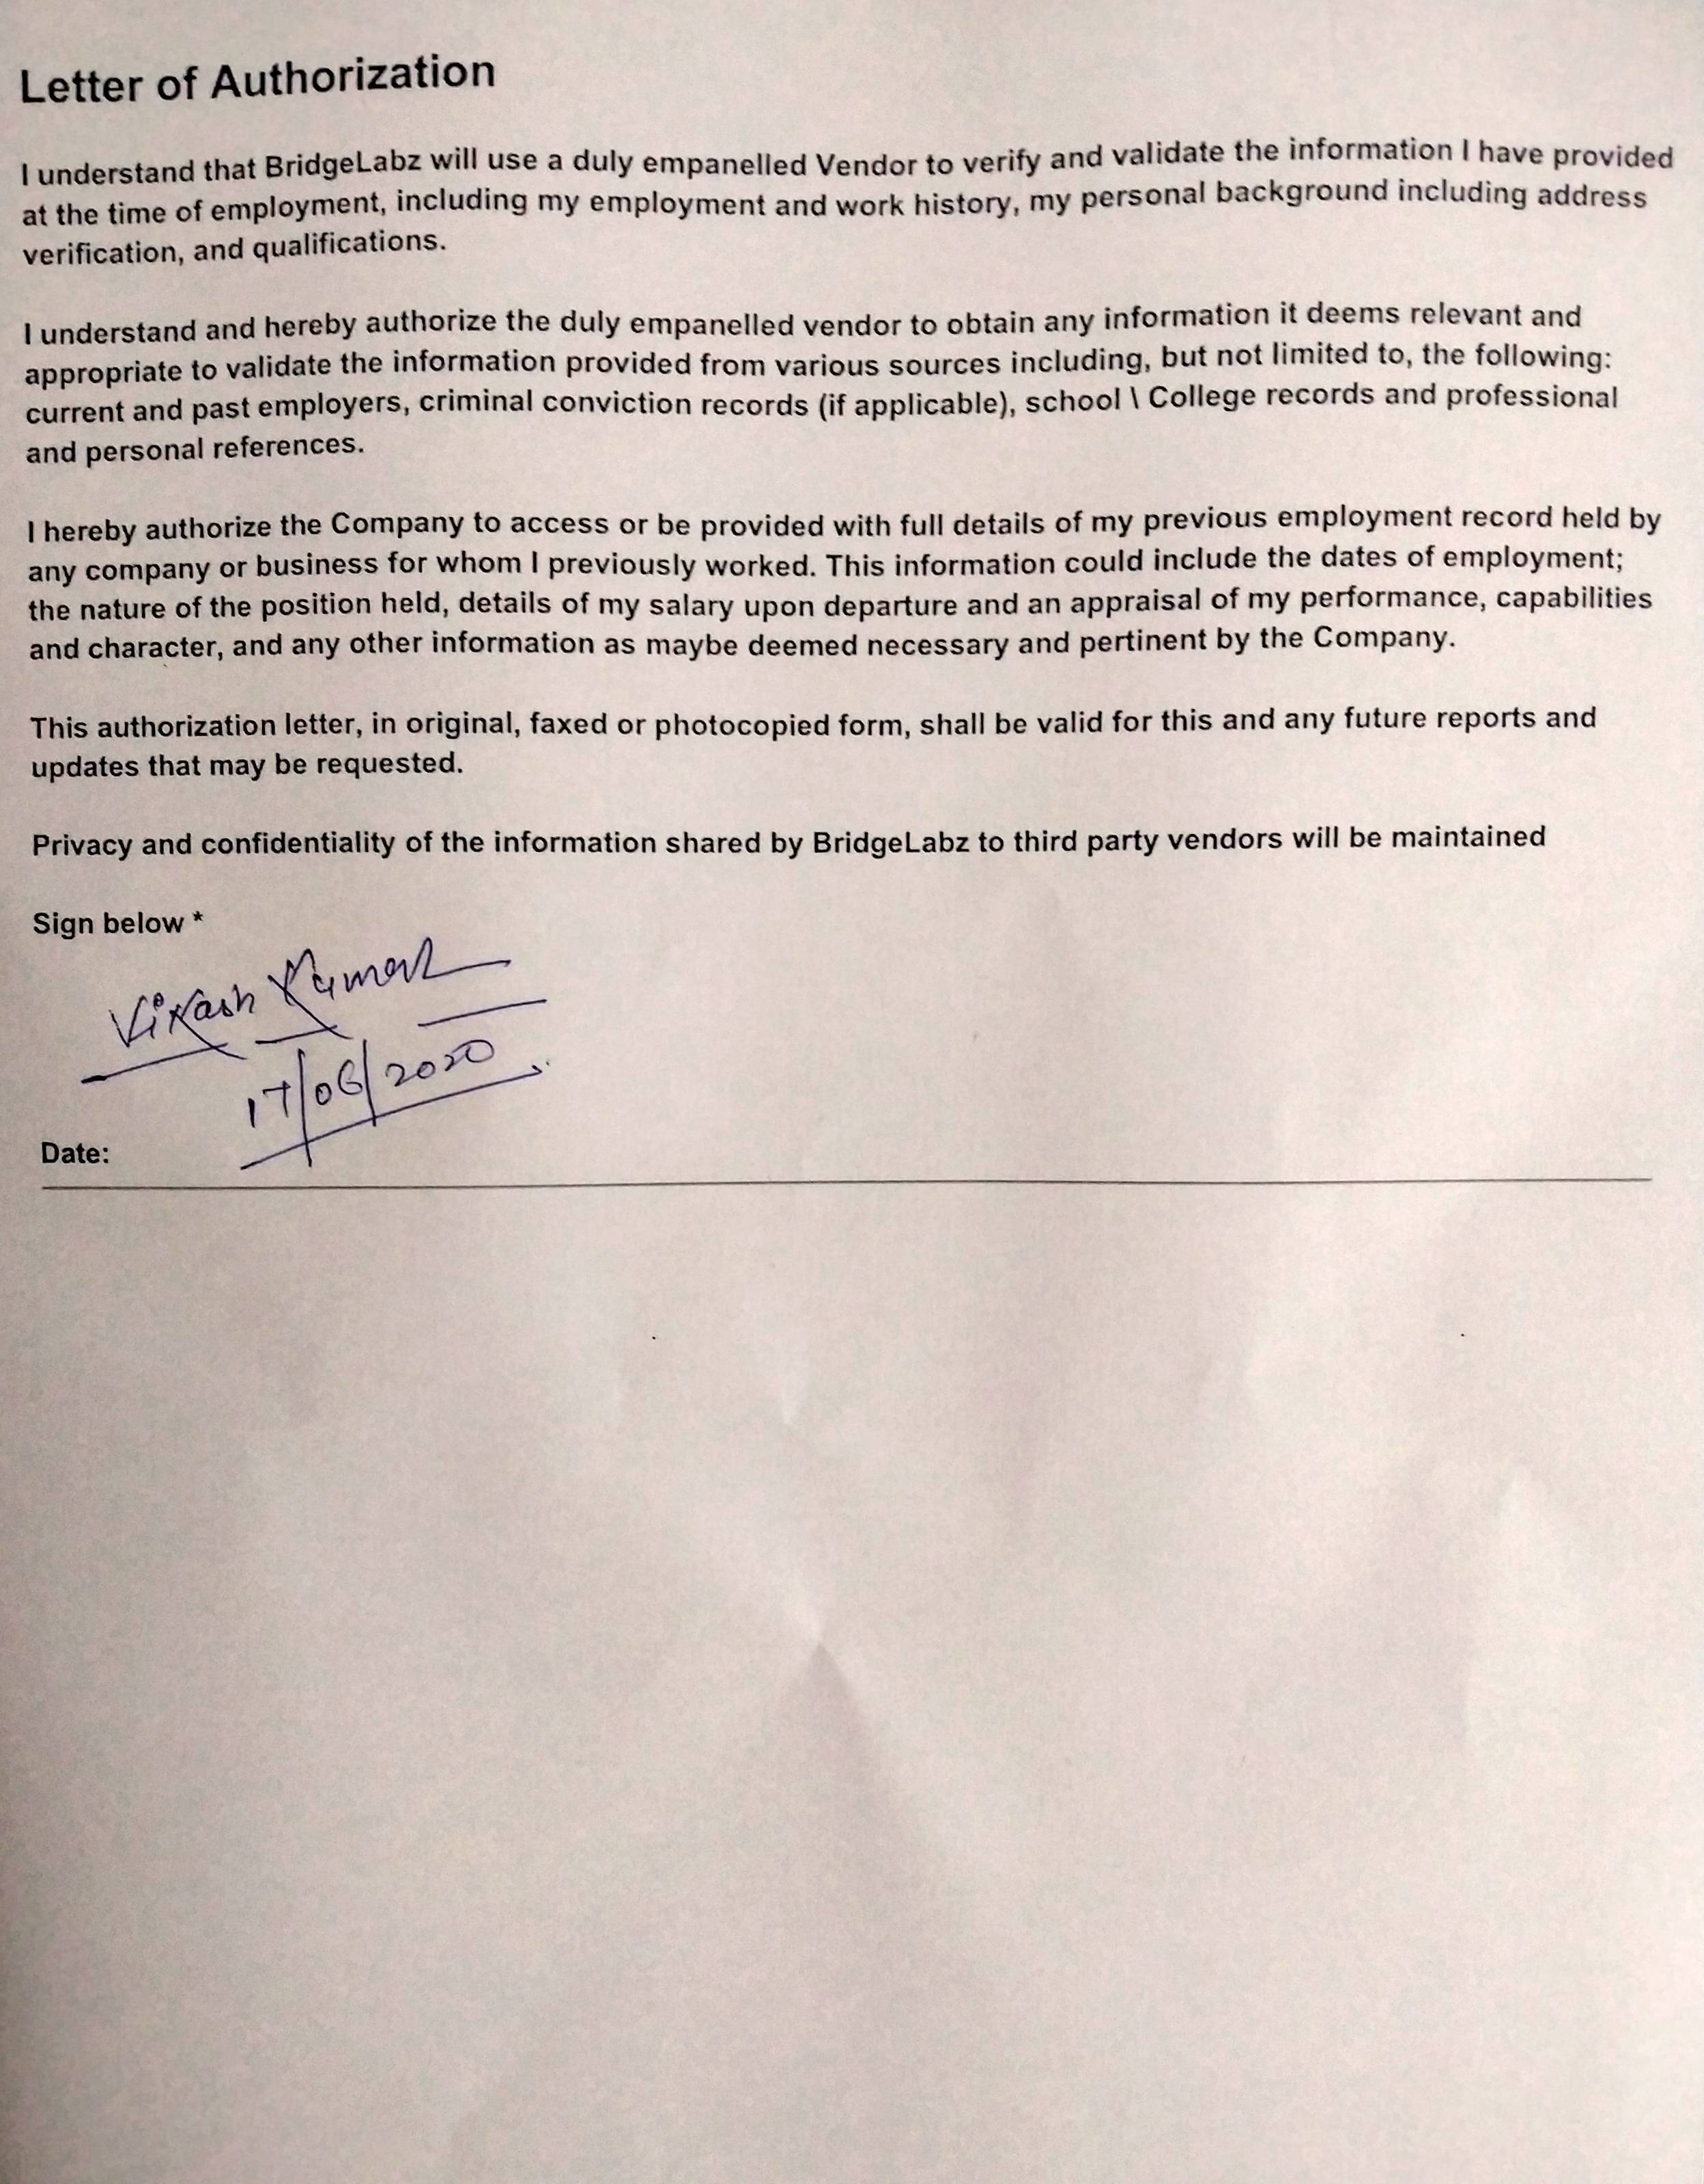 Letter of Authorization
I understand that BridgeLabz will use a duly empanelled Vendor to verify and validate the information I have provided
at the time of employment, including my employment and work history, my personal background including address
verification, and qualifications.
I understand and hereby authorize the duly empanelled vendor to obtain any information it deems relevant and
appropriate to validate the information provided from various sources including, but not limited to, the following:
current and past employers, criminal conviction records (if applicable), school \ College records and professional
and personal references.
I hereby authorize the Company to access or be provided with full details of my previous employment record held by
any company or business for whom I previously worked. This information could include the dates of employment;
the nature of the position held, details of my salary upon departure and an appraisal of my performance, capabilities
and character, and any other information as maybe deemed necessary and pertinent by the Company.
This authorization letter, in original, faxed or photocopied form, shall be valid for this and any future reports and
updates that may be requested.
Privacy and confidentiality of the information shared by BridgeLabz to third party vendors will be maintained
Sign below *
Vikash Kumar
17/06/2020
Date: